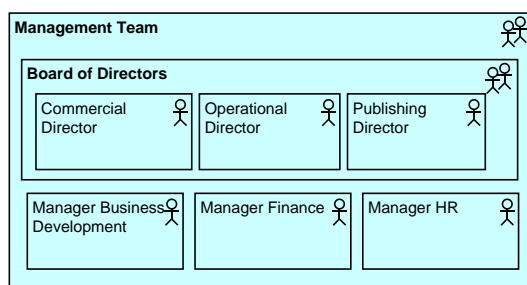 Management Team
Board of Directors
Commercial
Director
Operational
Director
Publishing
Director
Manager Business
Development
Manager Finance
Manager HR